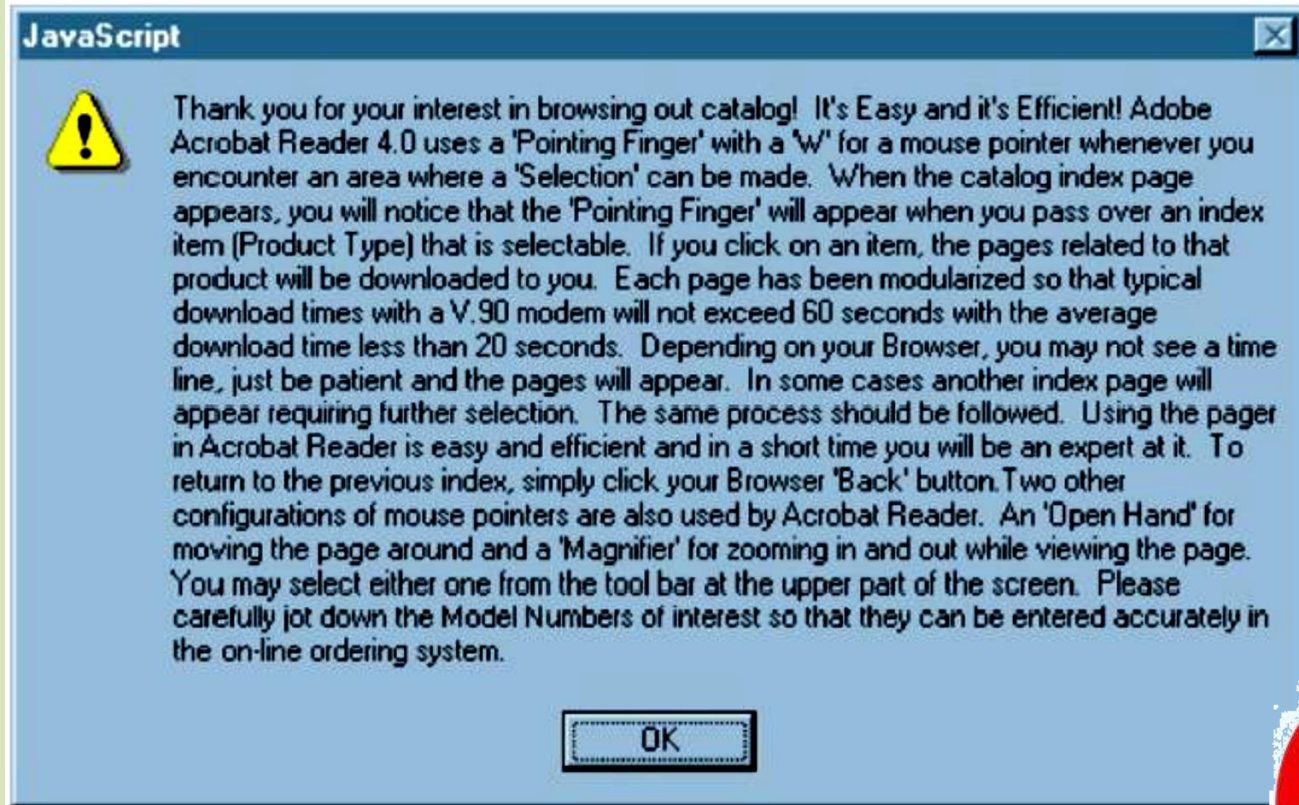 JavaScript
Thank you for your interest in browsing out catalog!  It's Easy and it's Efficient! Adobe
Acrobat Reader 4.0 uses a 'Pointing Finger' with a 'W' for a mouse pointer whenever you
encounter an area where a 'Selection' can be made.  When the catalog index page
appears, you will notice that the 'Pointing Finger' will appear when you pass over an index
item (Product Type) that is selectable.  If you click on an item, the pages related to that
product will be downloaded to you.  Each page has been modularized so that typical
download times with a V.90 modem will not exceed 60 seconds with the average
download time less than 20 seconds.  Depending on your Browser, you may not see a time
line, just be patient and the pages will appear.  In some cases another index page will
appear requiring further selection.  The same process should be followed.  Using the pager
in Acrobat Reader is easy and efficient and in a short time you will be an expert at it.  To
return to the previous index, simply click your Browser 'Back' button.Two other
configurations of mouse pointers are also used by Acrobat Reader.  An 'Open Hand' for
moving the page around and a 'Magnifier' for zooming in and out while viewing the page.
You may select either one from the tool bar at the upper part of the screen.  Please
carefully jot down the Model Numbers of interest so that they can be entered accurately in
the on-line ordering system.
OK